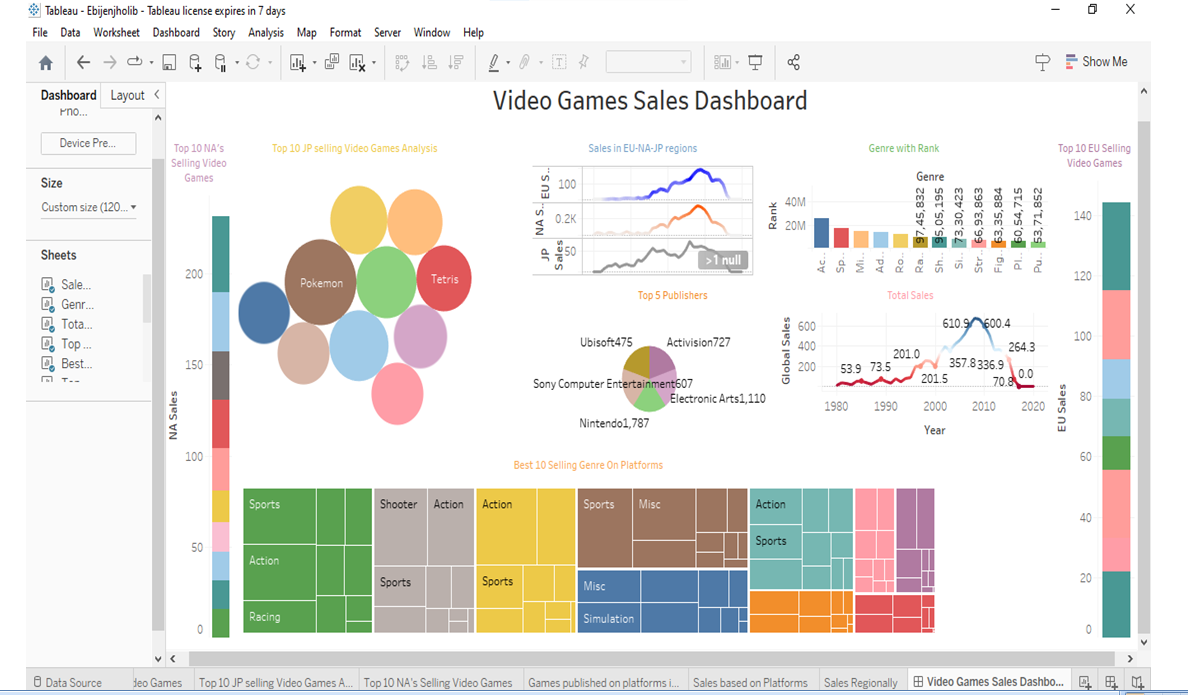 Tableau - Ebijenjholib - Tableau license expires in 7 days
File Data Worksheet Dashboard Story Analysis Map Format Server Window Help
Show Me
Dashboard Layout
Pho...
Device Pre...
Size
Custom size (120...
Sheets
Sale...
Genr...
Tota...
Top ...
Best...
Video Games Sales Dashboard
Top 10 NA's
Selling Video
Games
NA Sales
200
150
100
50
0
Top 10 JP selling Video Games Analysis
Pokemon
Tetris
Sales in EU-NA-JP regions
EU S..
100
NA S..
0.2K
JP
Sales
50
>1 null
Genre with Rank
Genre
Rank
40M
20M
97,45,832
95,05,195
73,30,423
66,93,863
63,35,884
60,54,715
53,71,852
Ac..
Sp..
Mi..
Ad..
Ro..
Ra..
Sh..
Si..
Str..
Fig..
Pl..
Pu..
Top 5 Publishers
Ubisoft475
Activision727
Sony Computer Entertainment607
Electronic Arts1,110
Nintendo1,787
Total Sales
Global Sales
600
400
200
53.9
73.5
201.0
201.5
610.9
357.8
600.4
336.9
264.3
70.8
0.0
1980 1990 2000 2010 2020
Year
Top 10 EU Selling
Video Games
EU Sales
140
120
100
80
60
40
20
0
Best 10 Selling Genre On Platforms
Sports
Action
Racing
Shooter
Action
Sports
Action
Sports
Sports
Misc
Misc
Simulation
Action
Sports
Data Source
deo Games
Top 10 JP selling Video Games A...
Top 10 NA's Selling Video Games
Games published on platforms i...
Sales based on Platforms
Sales Regionally
Video Games Sales Dashbo...